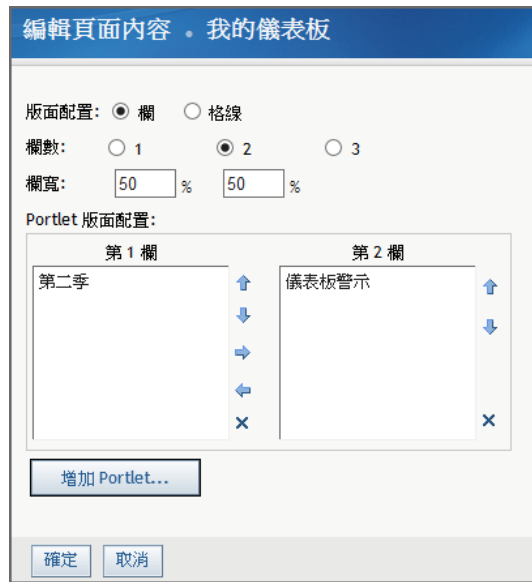 編輯頁面內容 . 我的儀表板
版面配置: 欄 格線
欄數: 1 2 3
欄寬: 50 % 50 %
Portlet 版面配置:
第 1 欄 第 2 欄
第二季 儀表板警示
增加 Portlet...
確定 取消